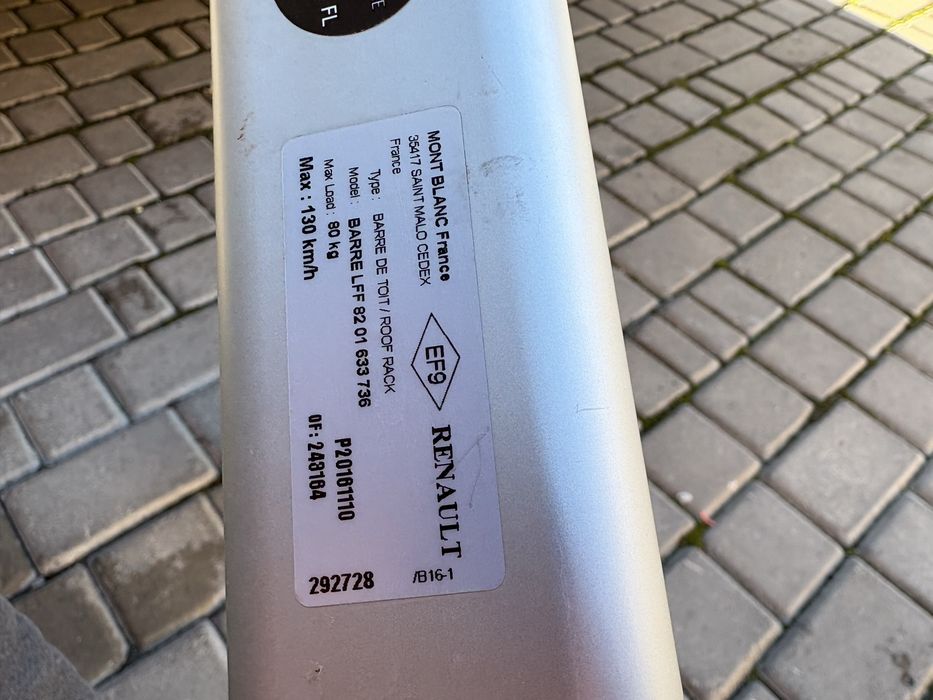 E
FL
MONT BLANC France
35417 SAINT MALO CEDEX
France
EF9
RENAULT
Type : BARRE DE TOIT / ROOF RACK
Model : BARRE LFF 82 01 633 736
Max Load : 80 kg
Max : 130 km/h
P20161110
OF: 248164
292728
/B16-1